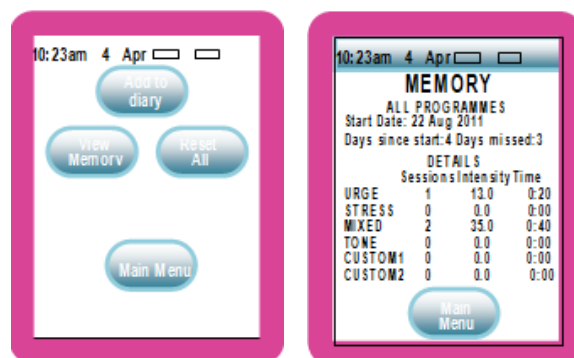 10:23am 4 Apr
Add to
diary
View
Memory
Reset
All
Main Menu
10:23am 4 Apr
MEMORY
ALL PROGRAMMES
Start Date: 22 Aug 2011
Days since start:4 Days missed:3
DETAILS
Sessions Intensity Time
URGE 1 13.0 0:20
STRESS 0 0.0 0:00
MIXED 2 35.0 0:40
TONE 0 0.0 0:00
CUSTOM1 0 0.0 0:00
CUSTOM2 0 0.0 0:00
Main
Menu